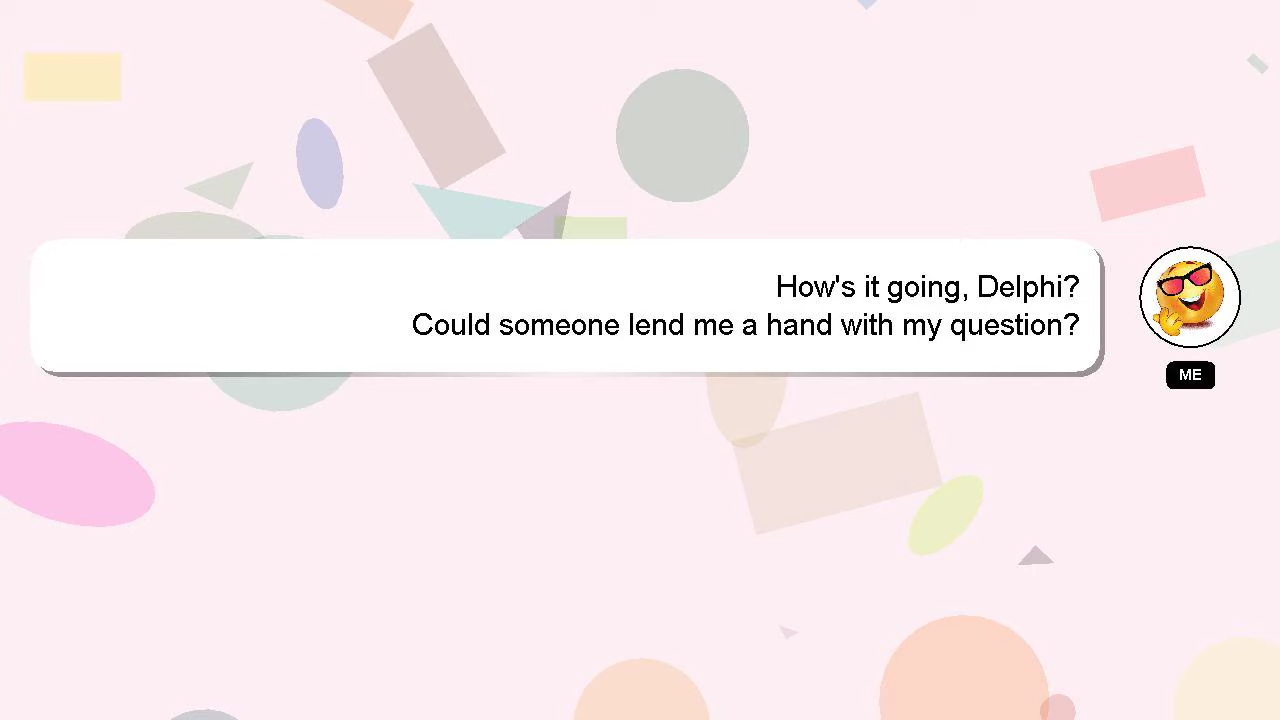 How's it going, Delphi?
Could someone lend me a hand with my question?
ME